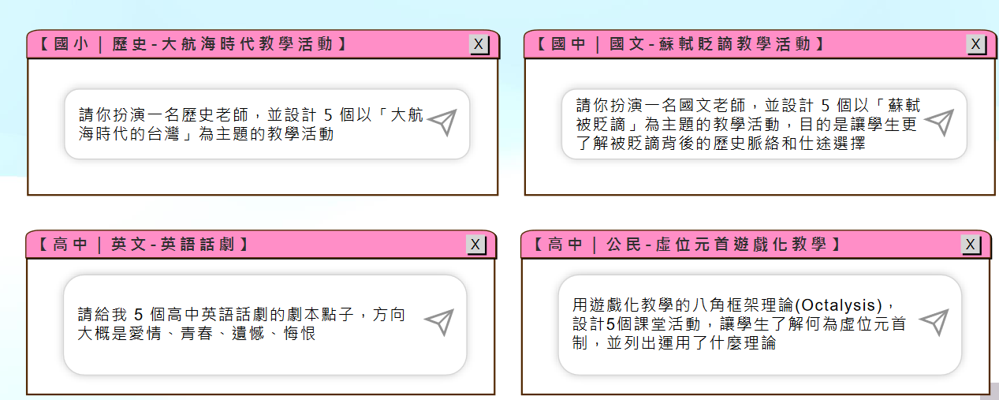 【國小｜歷史-大航海時代教學活動】
X
請你扮演一名歷史老師，並設計 5 個以「大航
海時代的台灣」為主題的教學活動
【國中｜國文-蘇軾貶謫教學活動】
X
請你扮演一名國文老師，並設計 5 個以「蘇軾
被貶謫」為主題的教學活動，目的是讓學生更
了解被貶謫背後的歷史脈絡和仕途選擇
【高中｜英文-英語話劇】
X
請給我 5 個高中英語話劇的劇本點子，方向
大概是愛情、青春、遺憾、悔恨
【高中｜公民-虛位元首遊戲化教學】
X
用遊戲化教學的八角框架理論(Octalysis)，
設計5個課堂活動，讓學生了解何為虛位元首
制，並列出運用了什麼理論